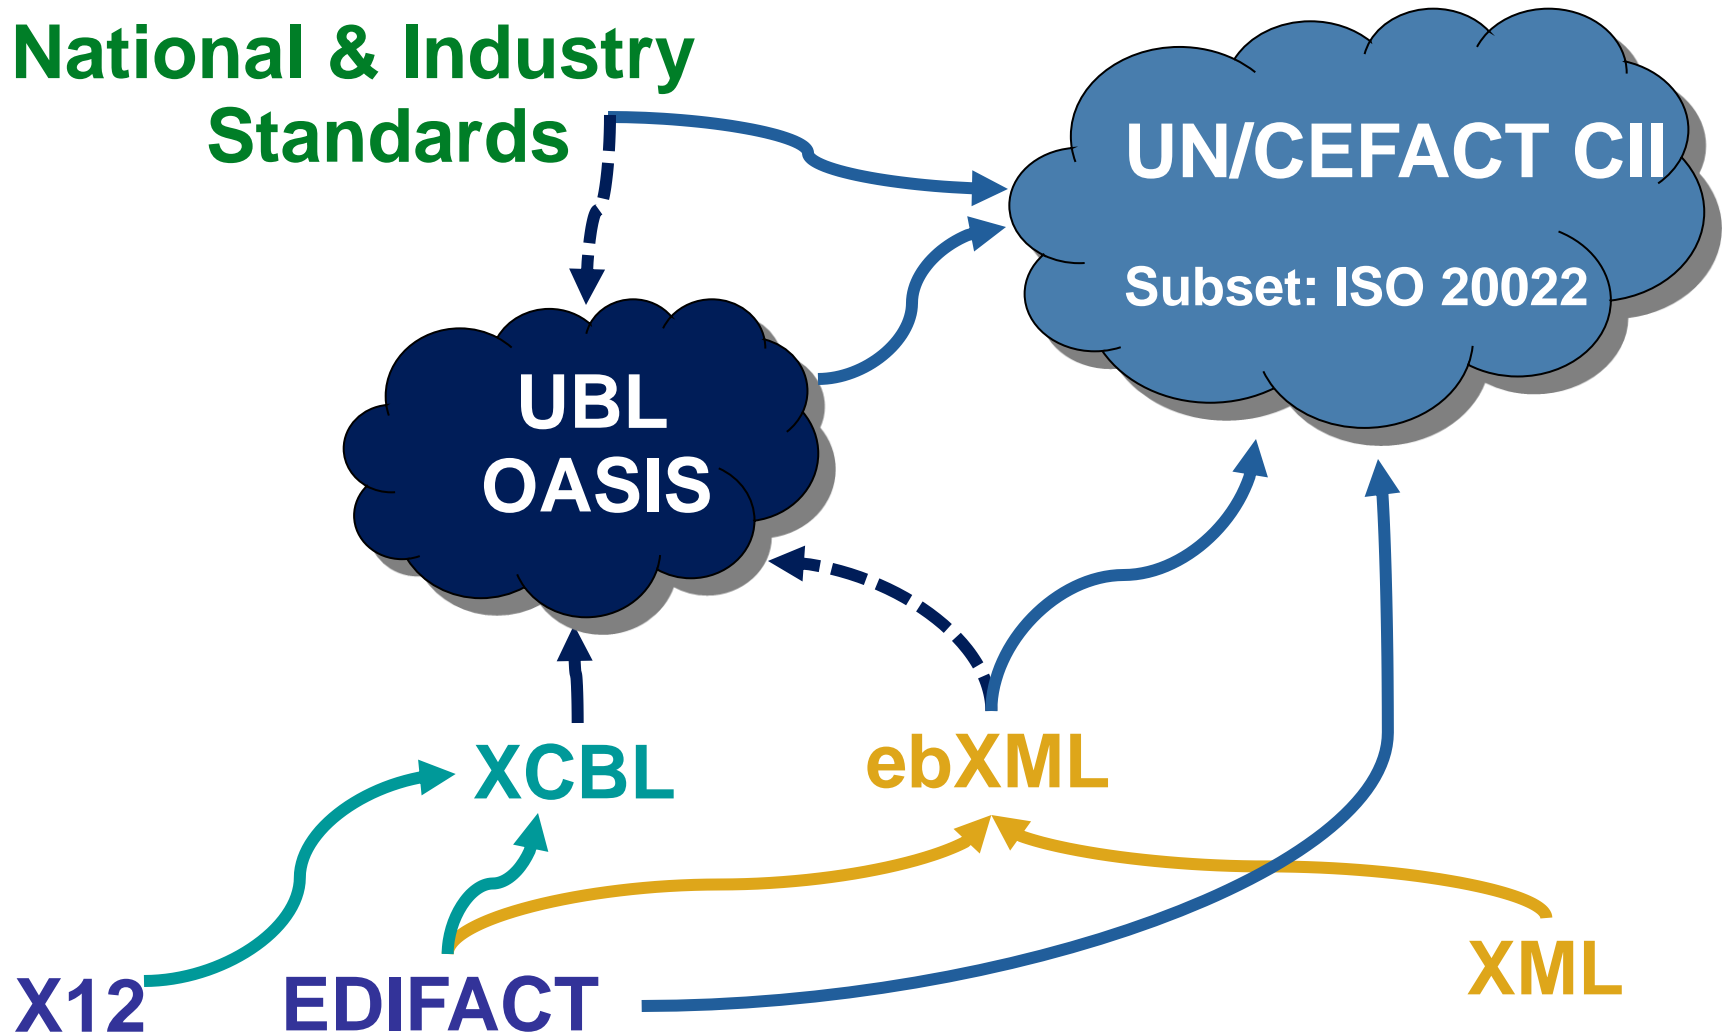 National & Industry
Standards
UN/CEFACT CII
Subset: ISO 20022
UBL
OASIS
XCBL
ebXML
X12
EDIFACT
XML